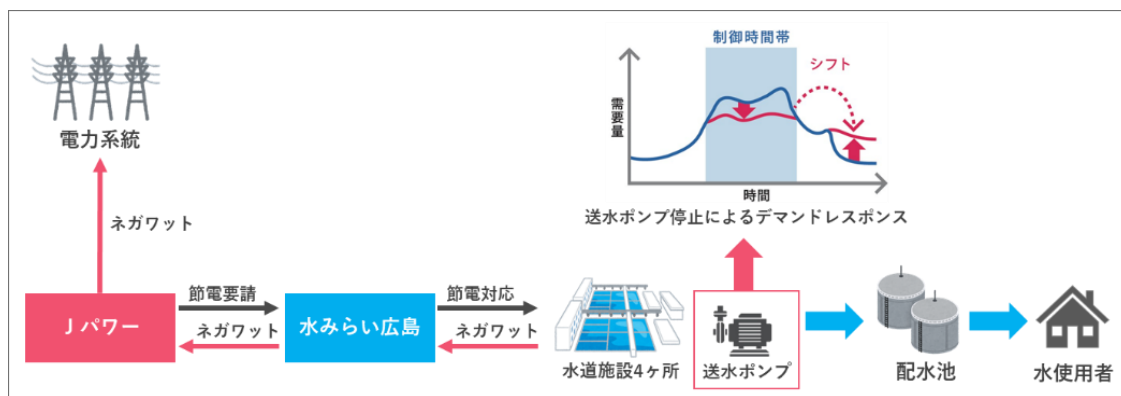 制御時間帯
シフト
需要量
時間
送水ポンプ停止によるデマンドレスポンス
電力系統
ネガワット
Jパワー
節電要請
ネガワット
水みらい広島
節電対応
ネガワット
水道施設4ヶ所
送水ポンプ
配水池
水使用者